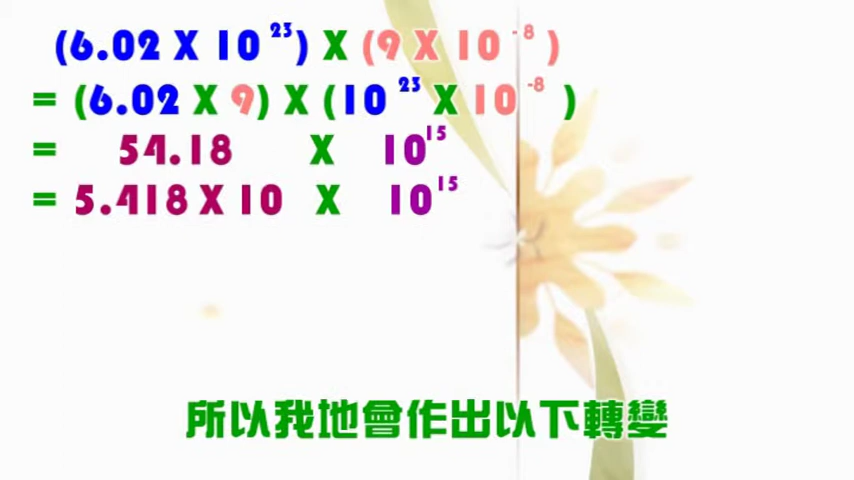 (6.02 X 10²³) X (9 X 10⁻⁸)
= (6.02 X 9) X (10²³ X 10⁻⁸)
= 54.18 X 10¹⁵
= 5.418 X 10 X 10¹⁵
所以我地會作出以下轉變